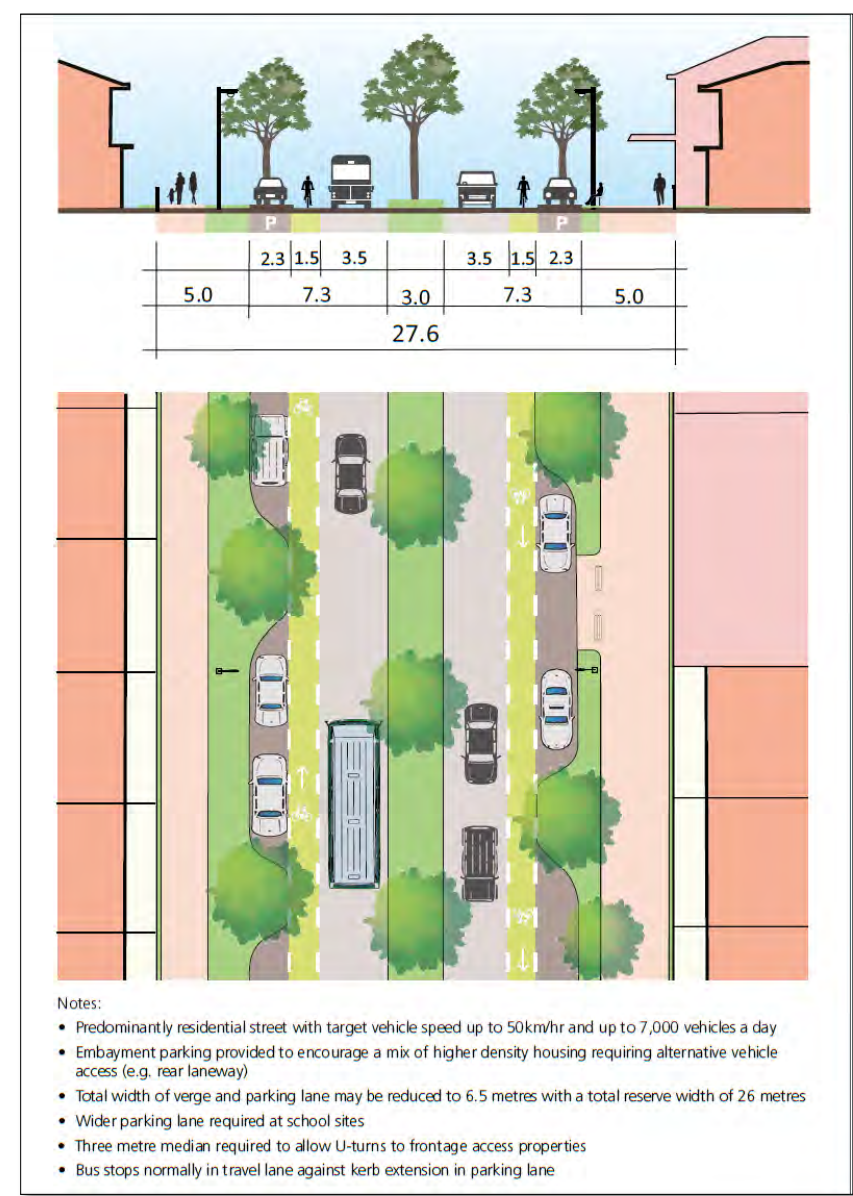 P P
2.3 1.5 3.5 3.5 1.5 2.3
5.0 7.3 3.0 7.3 5.0
27.6
Notes:
• Predominantly residential street with target vehicle speed up to 50km/hr and up to 7,000 vehicles a day
• Embayment parking provided to encourage a mix of higher density housing requiring alternative vehicle
access (e.g. rear laneway)
• Total width of verge and parking lane may be reduced to 6.5 metres with a total reserve width of 26 metres
• Wider parking lane required at school sites
• Three metre median required to allow U-turns to frontage access properties
• Bus stops normally in travel lane against kerb extension in parking lane